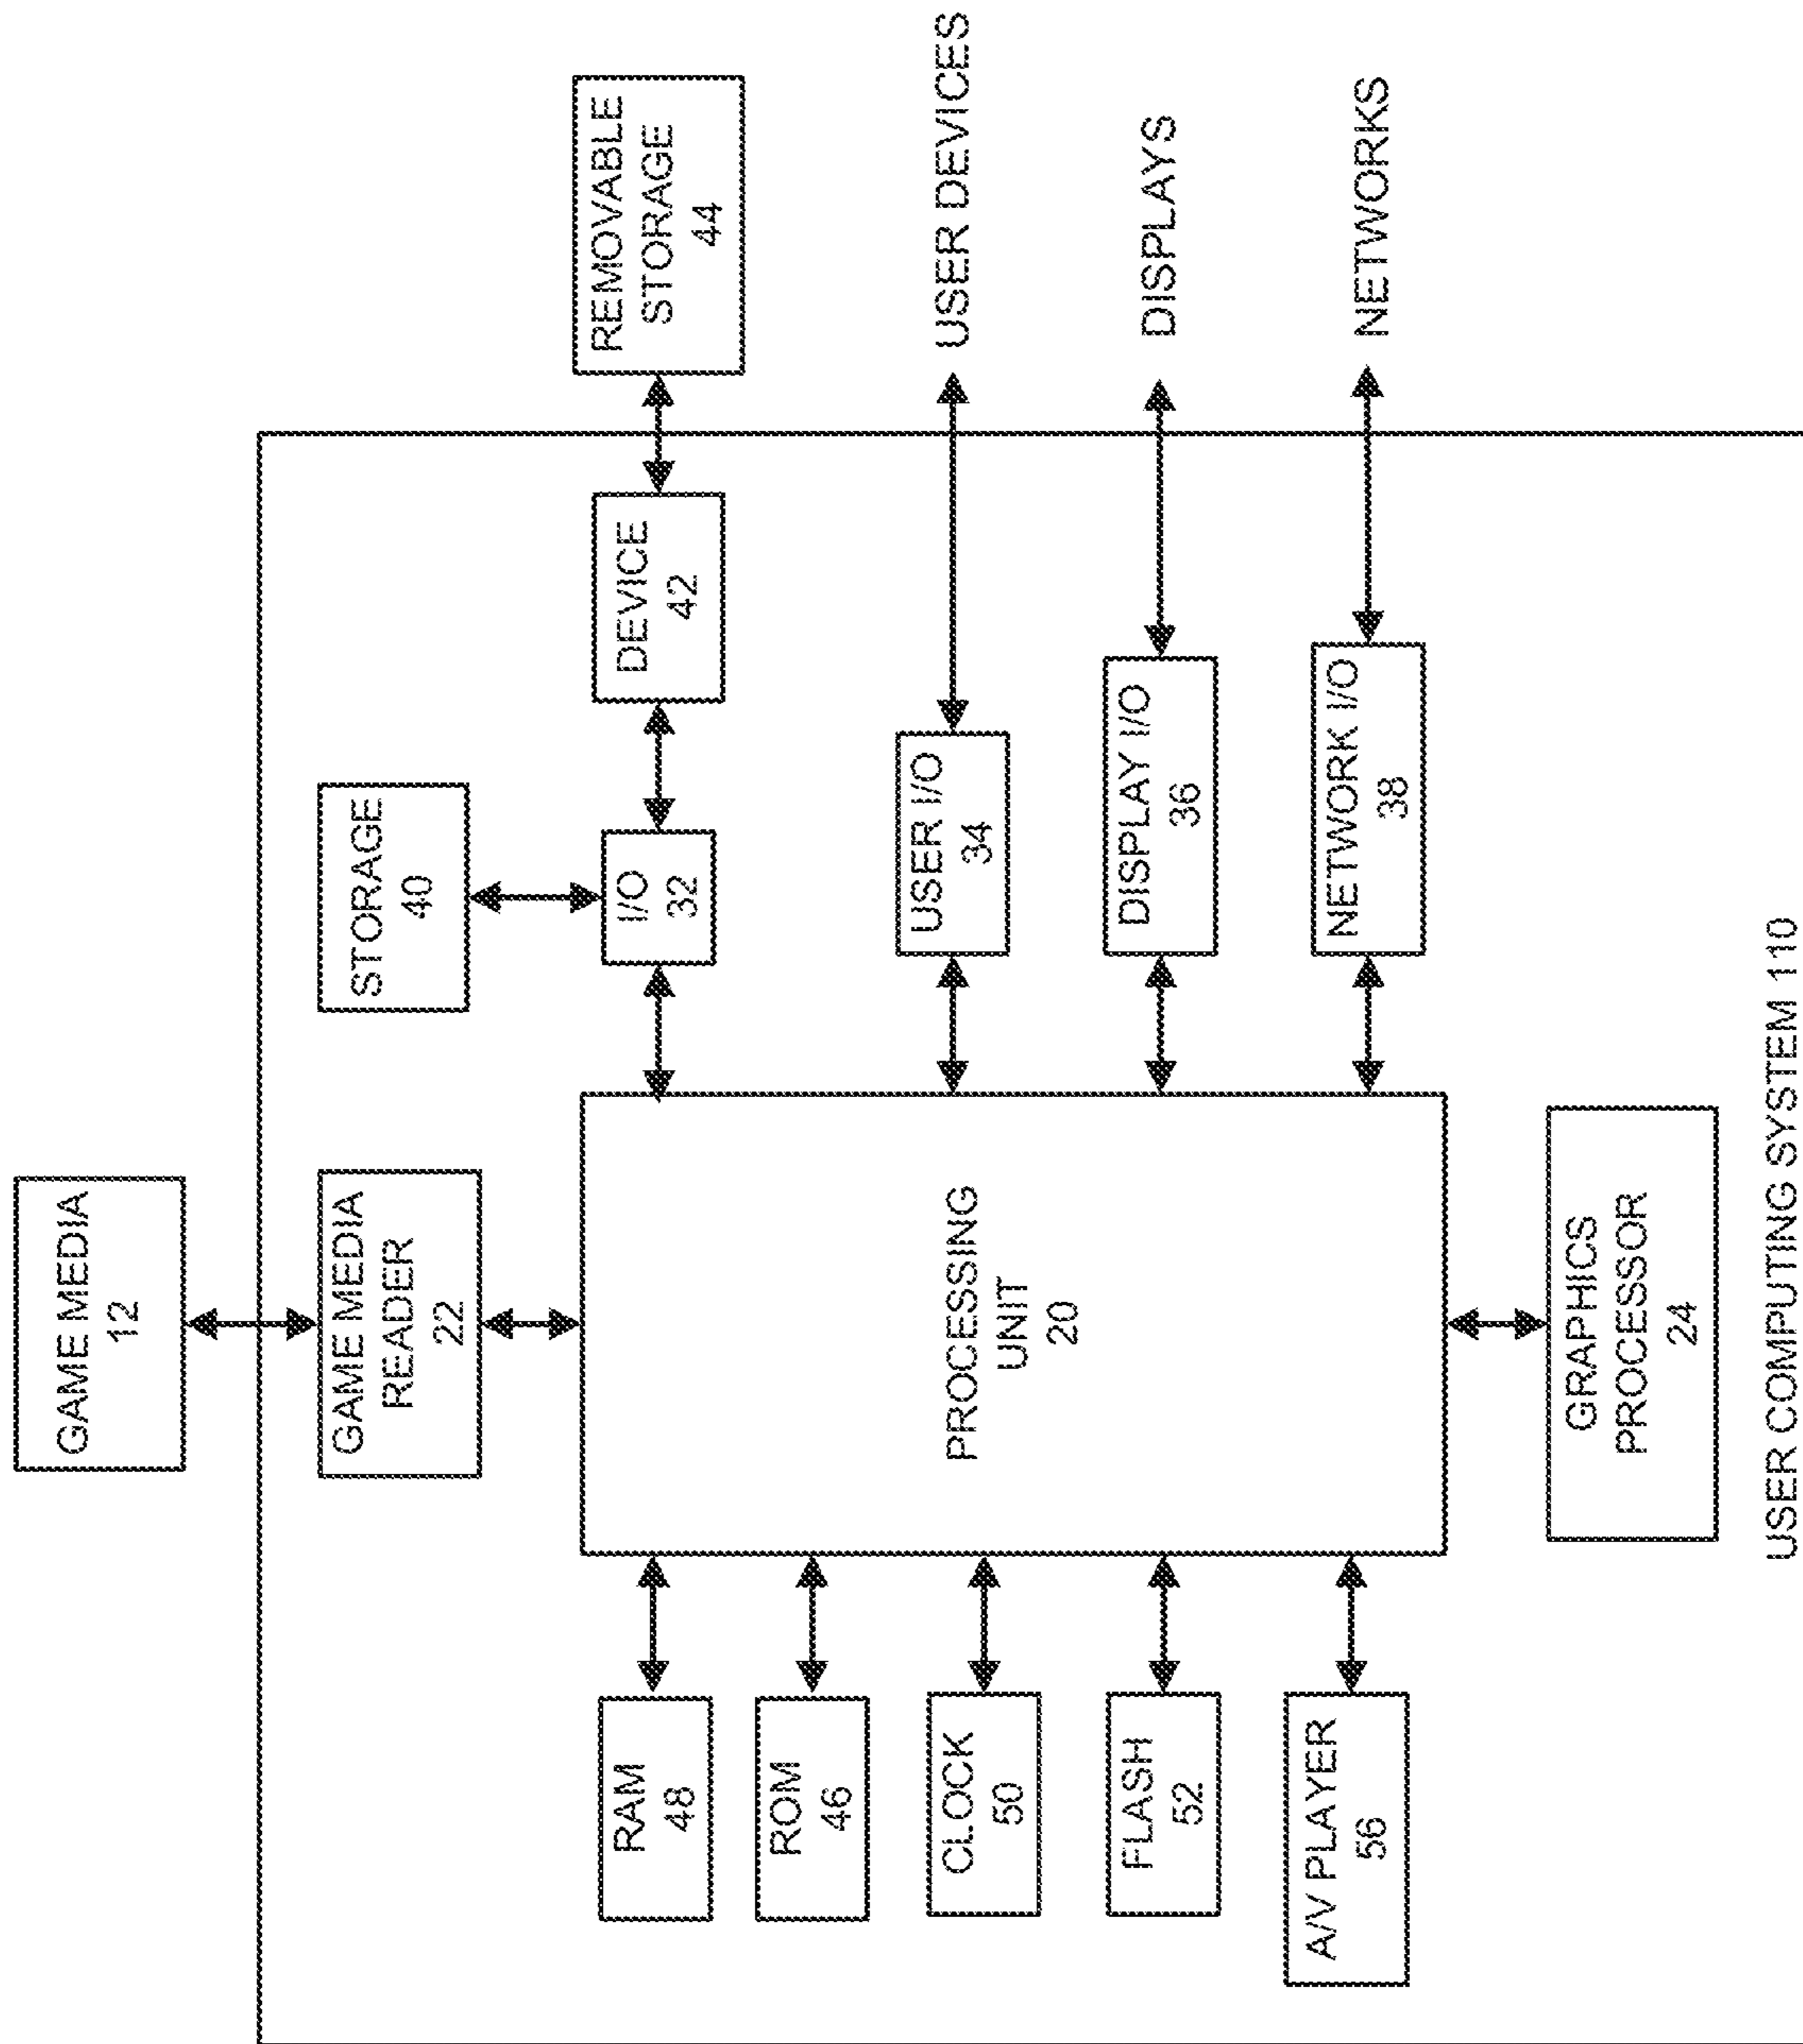 GAME MEDIA
12
GAME MEDIA
READER
22
STORAGE
40
RAM
48
ROM
46
CLOCK
50
FLASH
52
A/V PLAYER
56
PROCESSING
UNIT
20
I/O
32
DEVICE
42
REMOVABLE
STORAGE
44
USER I/O
34
USER DEVICES
DISPLAY I/O
36
DISPLAYS
NETWORK I/O
38
NETWORKS
GRAPHICS
PROCESSOR
24
USER COMPUTING SYSTEM 110